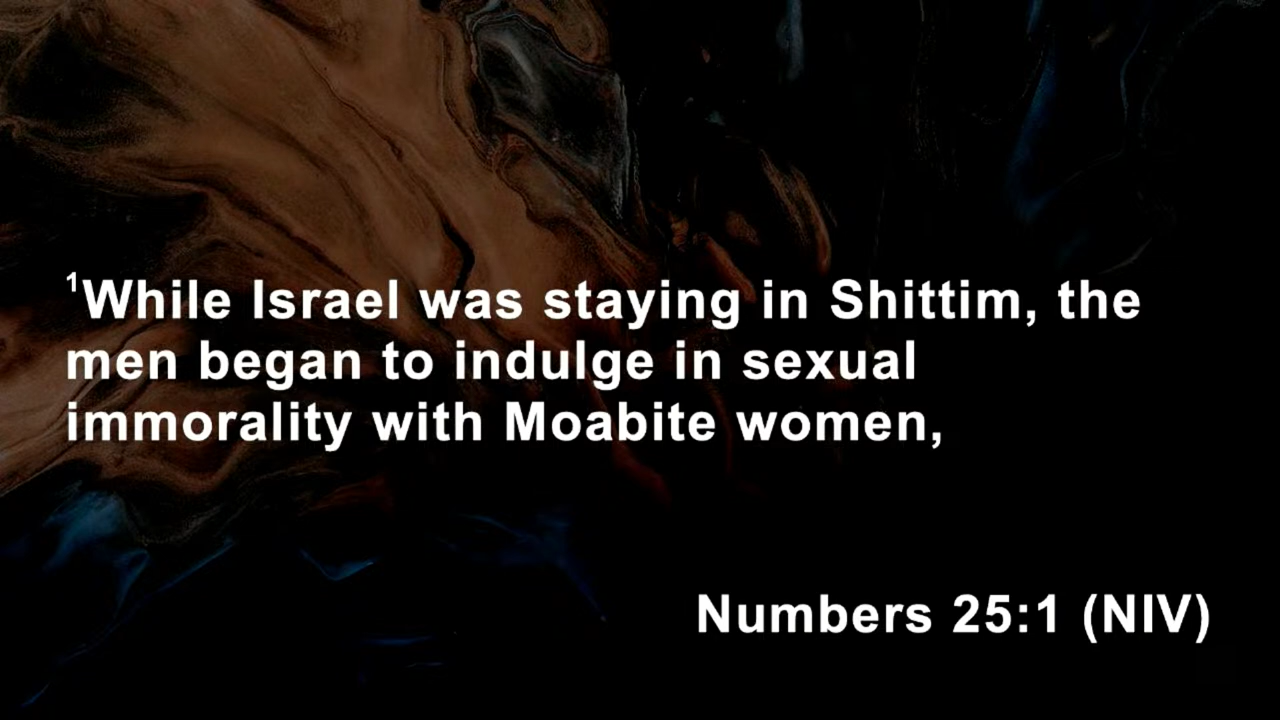 ¹While Israel was staying in Shittim, the
men began to indulge in sexual
immorality with Moabite women,
Numbers 25:1 (NIV)